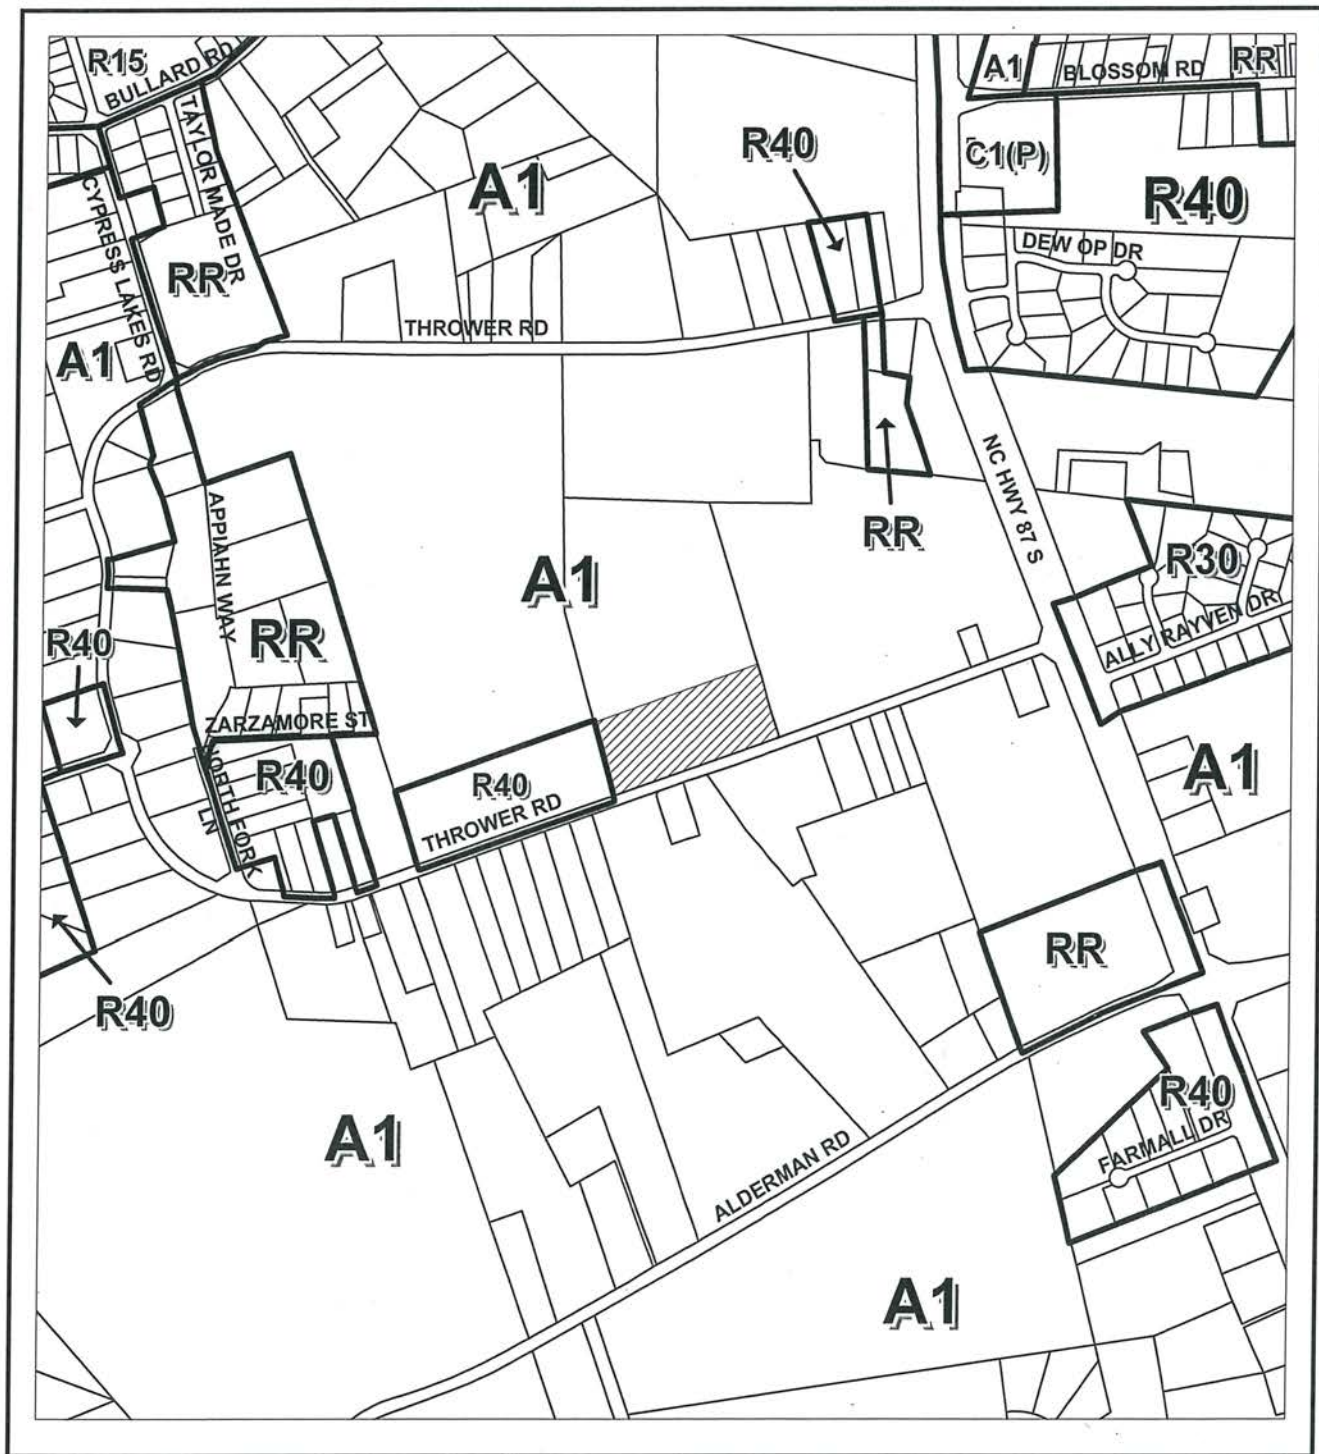 R15
BULLARD RD
A1
BLOSSOM RD
RR
TAYLOR MADE DR
R40
C1(P)
A1
R40
CYPRESS LAKES RD
DEW OP DR
RR
THROWER RD
A1
NC HWY 87 S
APPIAHN WAY
RR
R30
A1
RR
R40
ALLY RAYVEN DR
ZARZAMORE ST
R40
NORTH FORK LN
R40
THROWER RD
A1
RR
R40
R40
A1
FARMALL DR
ALDERMAN RD
A1